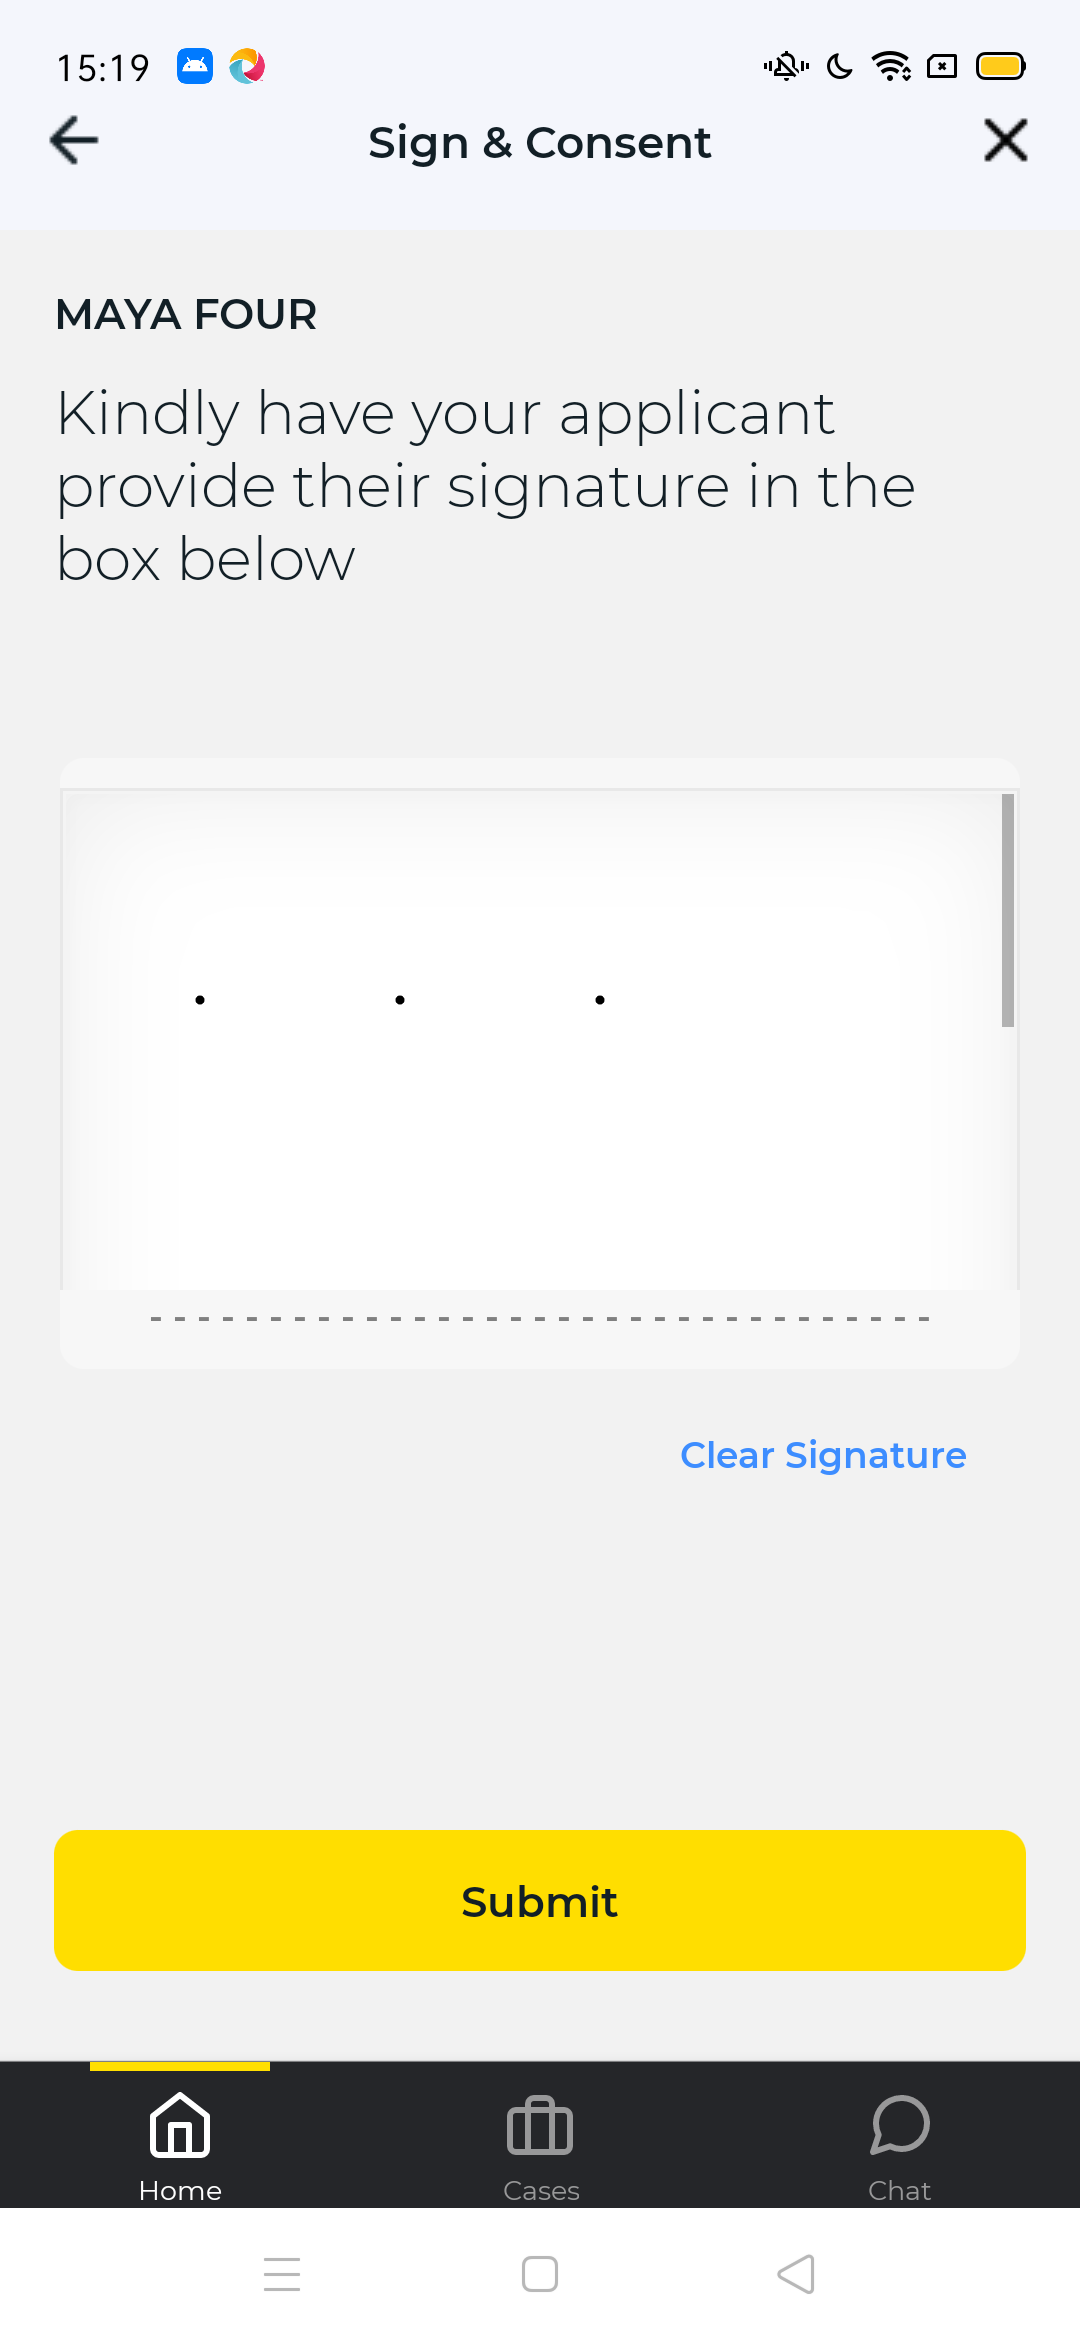 15:19
Sign & Consent
MAYA FOUR
Kindly have your applicant
provide their signature in the
box below
Clear Signature
Submit
Home
Cases
Chat